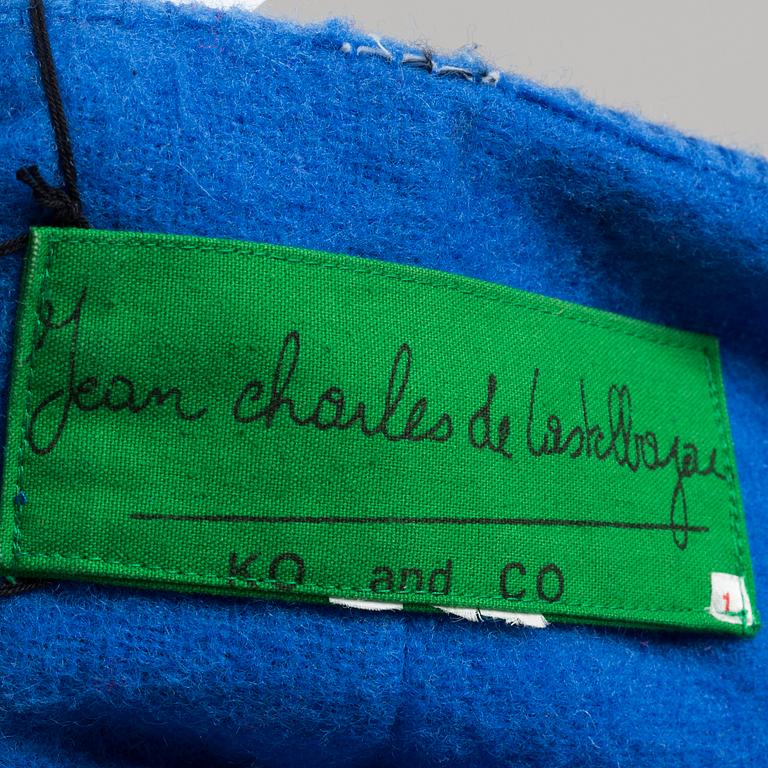 Jean charles de Castelbajac
KO and CO
1